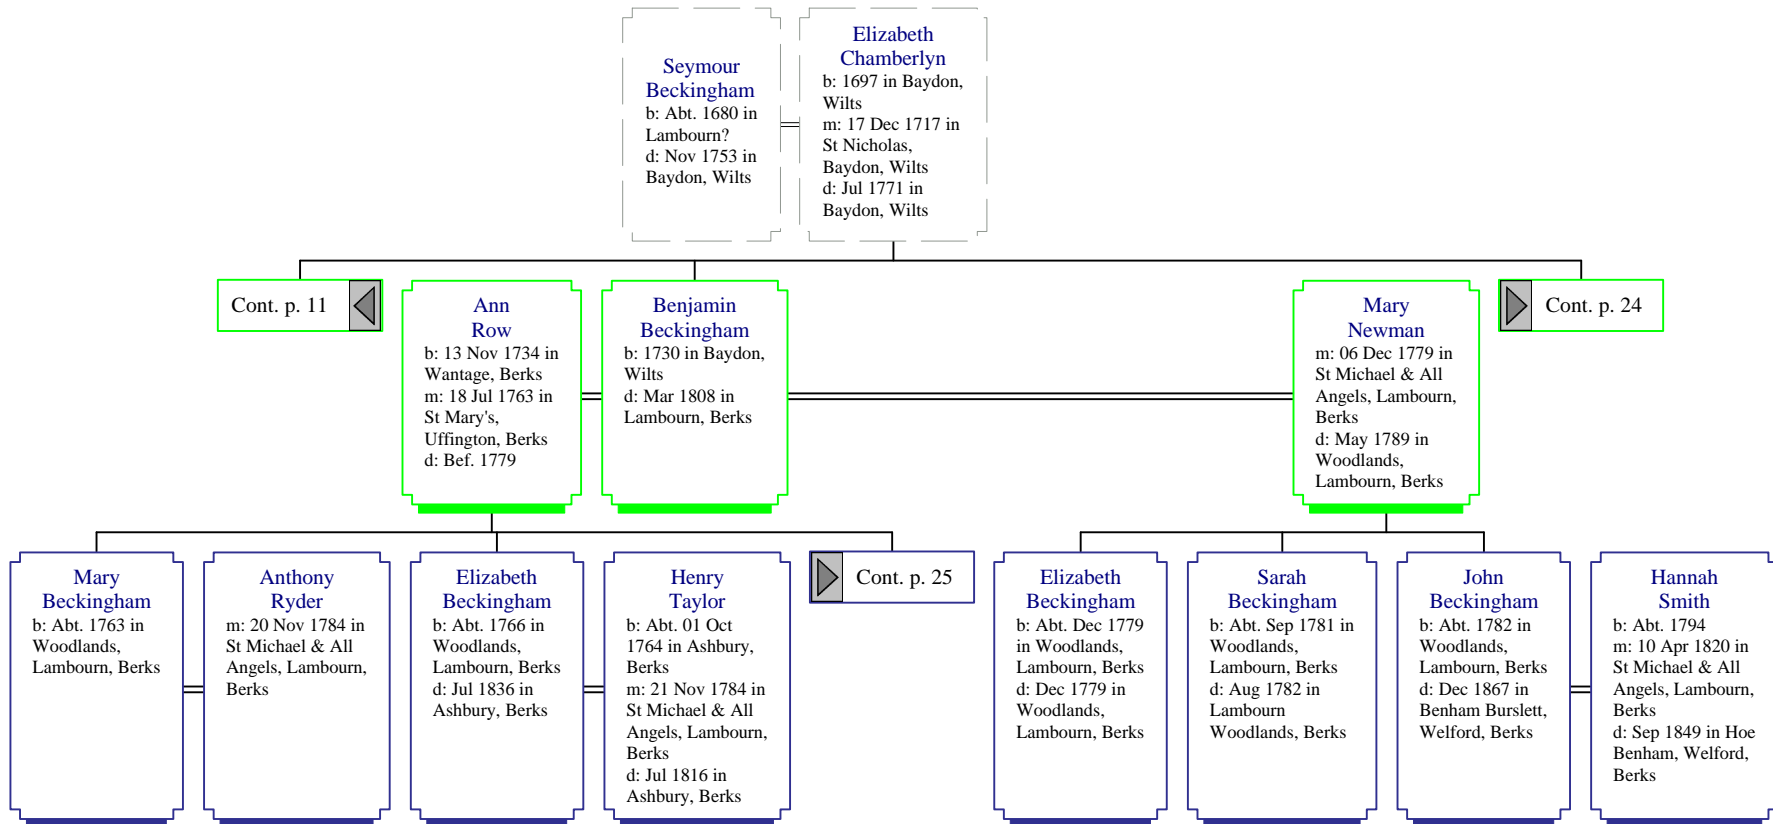 Seymour
Beckingham
b: Abt. 1680 in
Lambourn?
d: Nov 1753 in
Baydon, Wilts
Elizabeth
Chamberlyn
b: 1697 in Baydon,
Wilts
m: 17 Dec 1717 in
St Nicholas,
Baydon, Wilts
d: Jul 1771 in
Baydon, Wilts
Cont. p. 11
Ann
Row
b: 13 Nov 1734 in
Wantage, Berks
m: 18 Jul 1763 in
St Mary's,
Uffington, Berks
d: Bef. 1779
Benjamin
Beckingham
b: 1730 in Baydon,
Wilts
d: Mar 1808 in
Lambourn, Berks
Mary
Newman
m: 06 Dec 1779 in
St Michael & All
Angels, Lambourn,
Berks
d: May 1789 in
Woodlands,
Lambourn, Berks
Cont. p. 24
Mary
Beckingham
b: Abt. 1763 in
Woodlands,
Lambourn, Berks
Anthony
Ryder
m: 20 Nov 1784 in
St Michael & All
Angels, Lambourn,
Berks
Elizabeth
Beckingham
b: Abt. 1766 in
Woodlands,
Lambourn, Berks
d: Jul 1836 in
Ashbury, Berks
Henry
Taylor
b: Abt. 01 Oct
1764 in Ashbury,
Berks
m: 21 Nov 1784 in
St Michael & All
Angels, Lambourn,
Berks
d: Jul 1816 in
Ashbury, Berks
Cont. p. 25
Elizabeth
Beckingham
b: Abt. Dec 1779
in Woodlands,
Lambourn, Berks
d: Dec 1779 in
Woodlands,
Lambourn, Berks
Sarah
Beckingham
b: Abt. Sep 1781 in
Woodlands,
Lambourn, Berks
d: Aug 1782 in
Lambourn
Woodlands, Berks
John
Beckingham
b: Abt. 1782 in
Woodlands,
Lambourn, Berks
d: Dec 1867 in
Benham Burslett,
Welford, Berks
Hannah
Smith
b: Abt. 1794
m: 10 Apr 1820 in
St Michael & All
Angels, Lambourn,
Berks
d: Sep 1849 in Hoe
Benham, Welford,
Berks